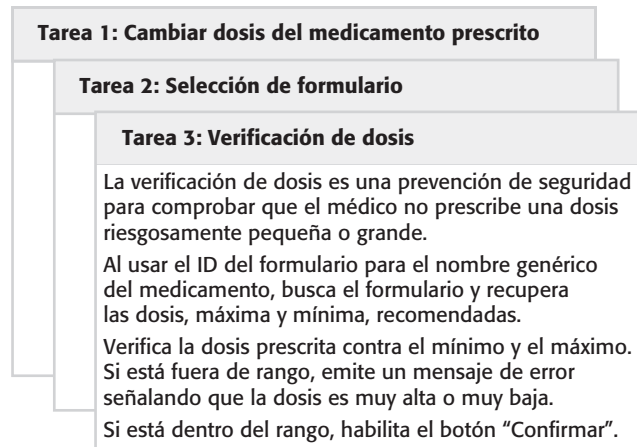 Tarea 1: Cambiar dosis del medicamento prescrito
Tarea 2: Selección de formulario
Tarea 3: Verificación de dosis
La verificación de dosis es una prevención de seguridad
para comprobar que el médico no prescribe una dosis
riesgosamente pequeña o grande.
Al usar el ID del formulario para el nombre genérico
del medicamento, busca el formulario y recupera
las dosis, máxima y mínima, recomendadas.
Verifica la dosis prescrita contra el mínimo y el máximo.
Si está fuera de rango, emite un mensaje de error
señalando que la dosis es muy alta o muy baja.
Si está dentro del rango, habilita el botón “Confirmar”.